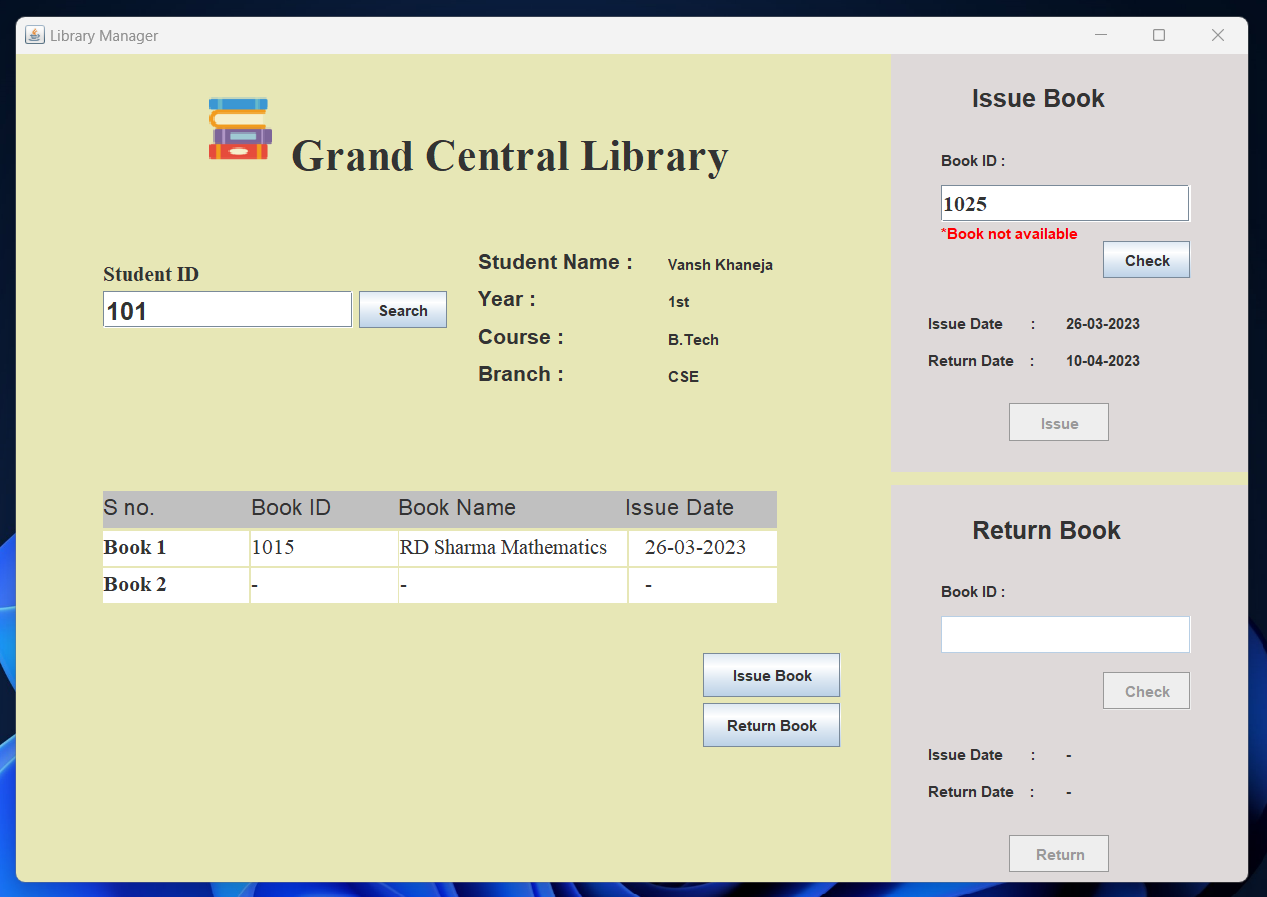 Library Manager
Grand Central Library
Student ID
101
Search
Student Name : Vansh Khaneja
Year : 1st
Course : B.Tech
Branch : CSE
S no. Book ID Book Name Issue Date
Book 1 1015 RD Sharma Mathematics 26-03-2023
Book 2 - - -
Issue Book
Return Book
Issue Book
Book ID :
1025
*Book not available
Check
Issue Date : 26-03-2023
Return Date : 10-04-2023
Issue
Return Book
Book ID :
Check
Issue Date : -
Return Date : -
Return